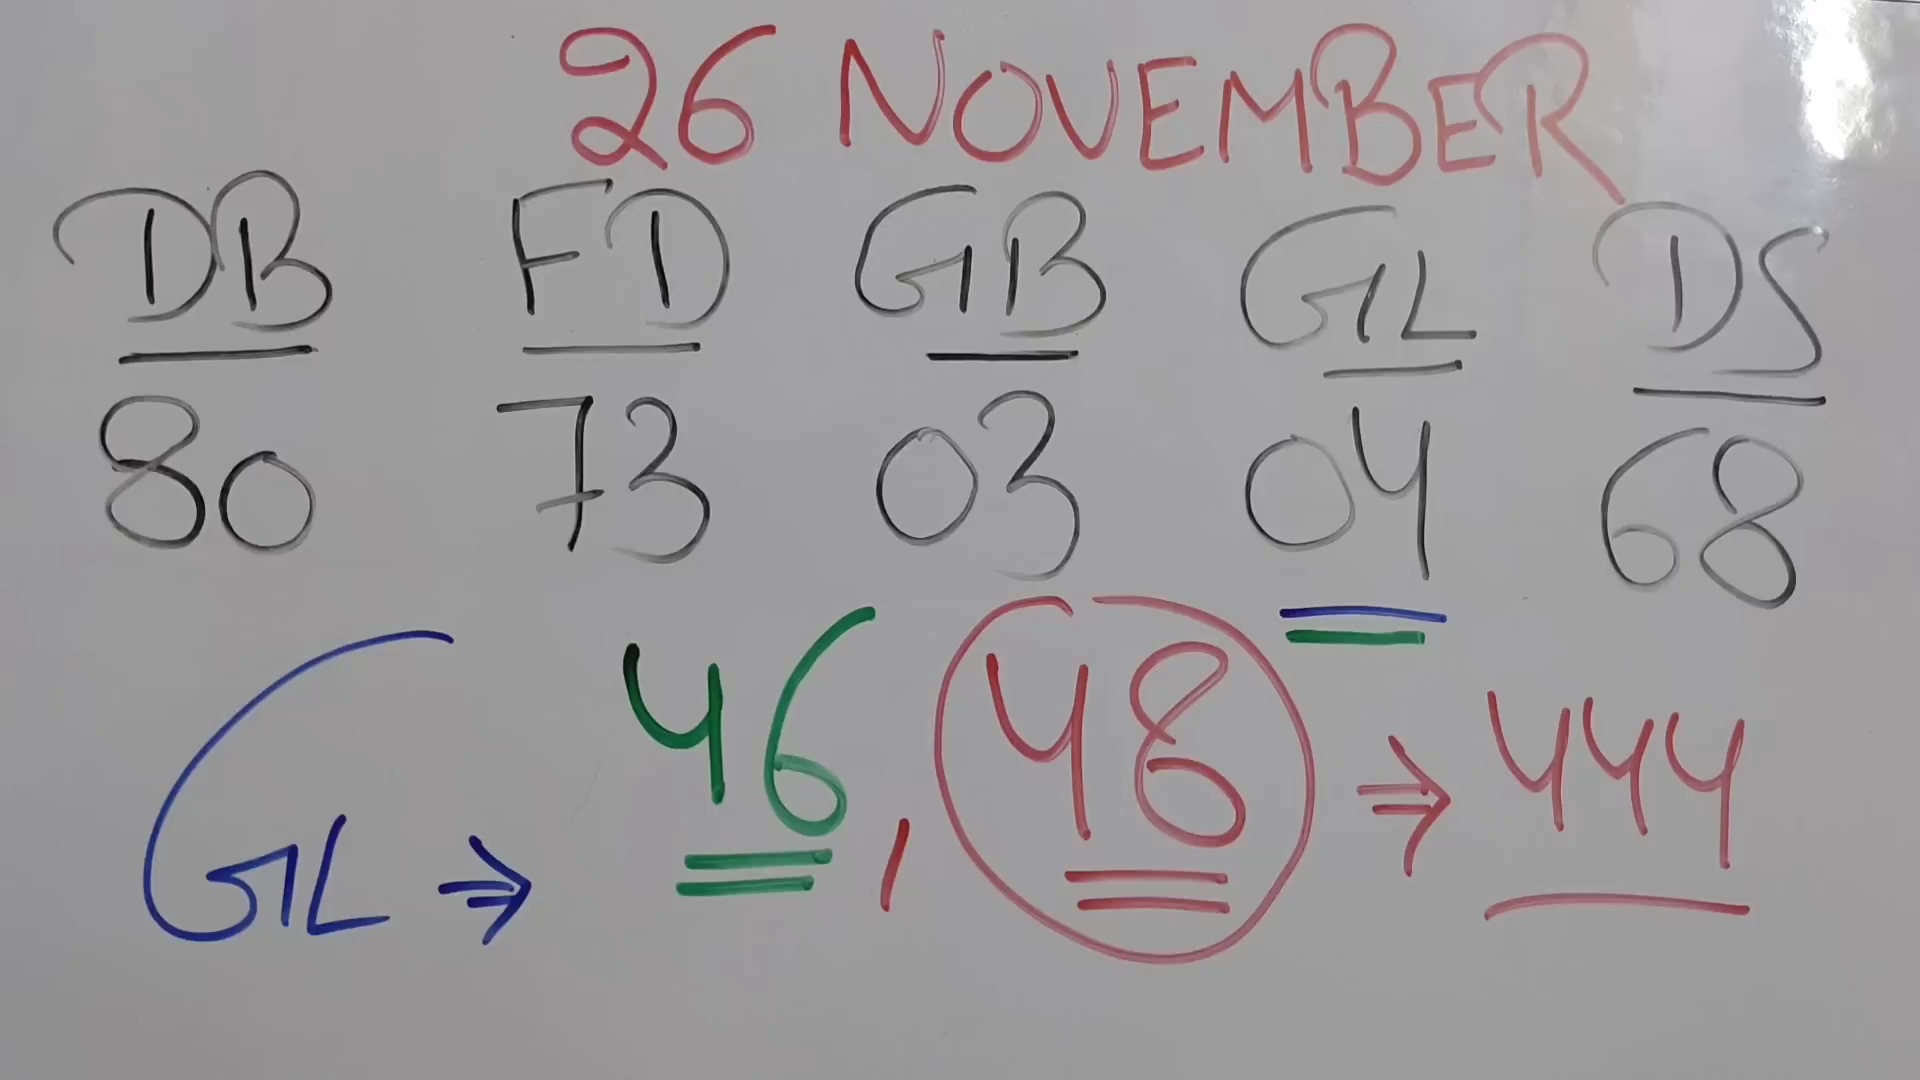 26 NOVEMBER
DB FD GB GL DS
80 73 03 04 68
GL ⇒ 46, 48 ⇒ 444